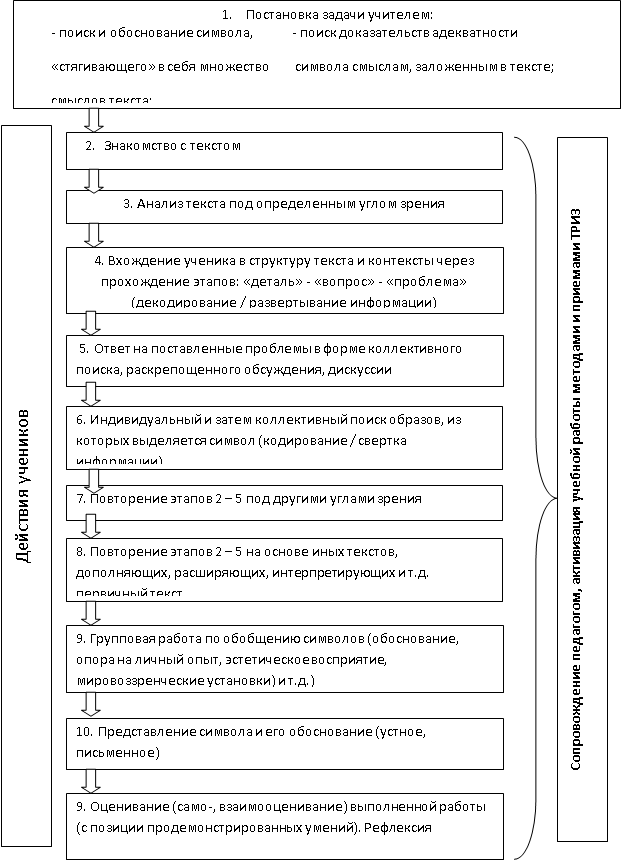 1. Постановка задачи учителем:
- поиск и обоснование символа, - поиск доказательств адекватности
«стягивающего» в себя множество символа смыслам, заложенным в тексте;
смыслов текста;
2. Знакомство с текстом
3. Анализ текста под определенным углом зрения
4. Вхождение ученика в структуру текста и контексты через
прохождение этапов: «деталь» - «вопрос» - «проблема»
(декодирование / развертывание информации)
5. Ответ на поставленные проблемы в форме коллективного
поиска, раскрепощенного обсуждения, дискуссии
6. Индивидуальный и затем коллективный поиск образов, из
которых выделяется символ (кодирование / свертка
информации)
7. Повторение этапов 2 – 5 под другими углами зрения
8. Повторение этапов 2 – 5 на основе иных текстов,
дополняющих, расширяющих, интерпретирующих и т.д.
первичный текст
9. Групповая работа по обобщению символов (обоснование,
опора на личный опыт, эстетическое восприятие,
мировоззренческие установки) и т.д.)
10. Представление символа и его обоснование (устное,
письменное)
9. Оценивание (само-, взаимооценивание) выполненной работы
(с позиции продемонстрированных умений). Рефлексия
Действия учеников
Сопровождение педагогом, активизация учебной работы методами и приемами ТРИЗ